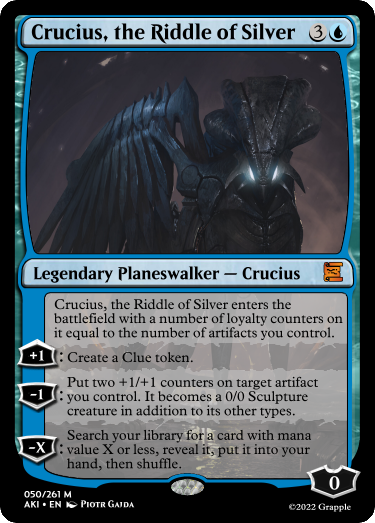 Crucius, the Riddle of Silver 3
Legendary Planeswalker — Crucius
Crucius, the Riddle of Silver enters the
battlefield with a number of loyalty counters on
it equal to the number of artifacts you control.
+1: Create a Clue token.
Put two +1/+1 counters on target artifact
-1: you control. It becomes a 0/0 Sculpture
creature in addition to its other types.
Search your library for a card with mana
-X: value X or less, reveal it, put it into your
hand, then shuffle.
0
050/261 M
AKI • EN Piotr Gajda
©2022 Grapple